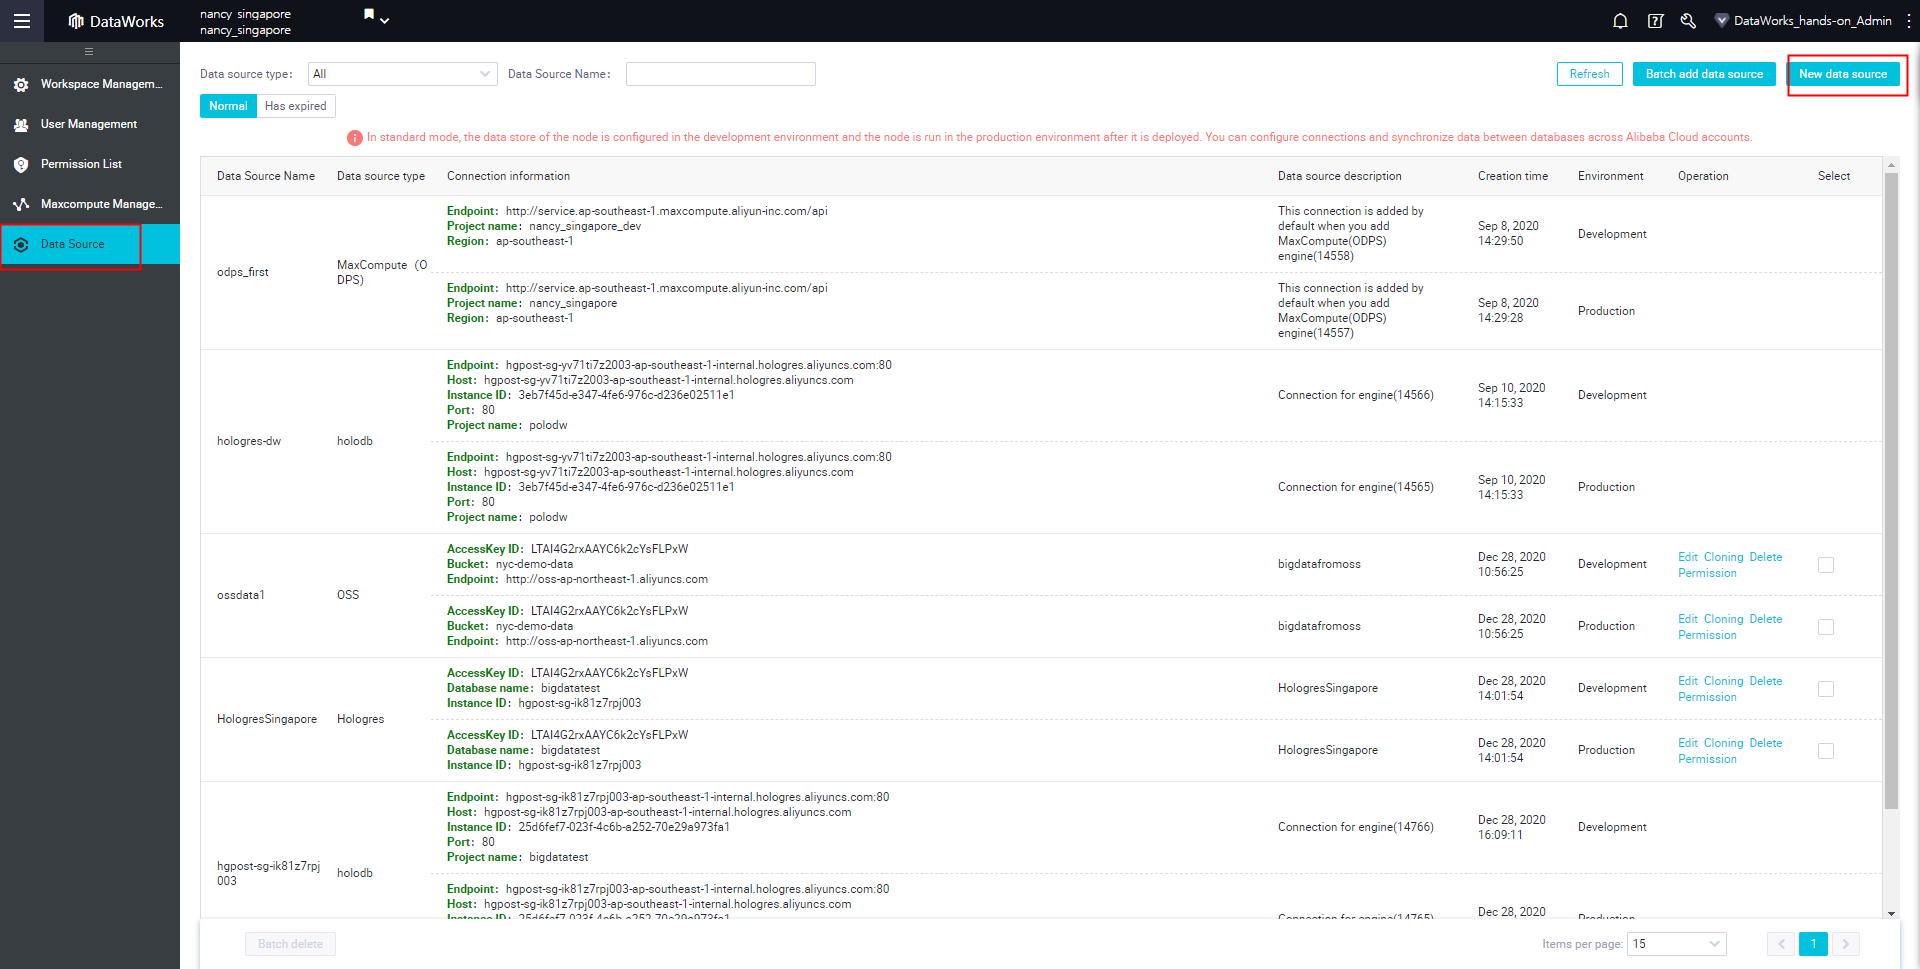 DataWorks
nancy_singapore
nancy_singapore
DataWorks_hands-on_Admin
Workspace Managem...
User Management
Permission List
Maxcompute Manage...
Data Source
Data source type: All Data Source Name:
Refresh Batch add data source New data source
Normal Has expired
In standard mode, the data store of the node is configured in the development environment and the node is run in the production environment after it is deployed. You can configure connections and synchronize data between databases across Alibaba Cloud accounts.
Data Source Name Data source type Connection information Data source description Creation time Environment Operation Select
odps_first
MaxCompute (O
DPS)
Endpoint: http://service.ap-southeast-1.maxcompute.aliyun-inc.com/api
Project name: nancy_singapore_dev
Region: ap-southeast-1
This connection is added by
default when you add
MaxCompute(ODPS)
engine(14558)
Sep 8, 2020
14:29:50
Development
Endpoint: http://service.ap-southeast-1.maxcompute.aliyun-inc.com/api
Project name: nancy_singapore
Region: ap-southeast-1
This connection is added by
default when you add
MaxCompute(ODPS)
engine(14557)
Sep 8, 2020
14:29:28
Production
hologres-dw
holodb
Endpoint: hgpost-sg-yv71ti7z2003-ap-southeast-1-internal.hologres.aliyuncs.com:80
Host: hgpost-sg-yv71ti7z2003-ap-southeast-1-internal.hologres.aliyuncs.com
Instance ID: 3eb7f45d-e347-4fe6-976c-d236e02511e1
Port: 80
Project name: polodw
Connection for engine(14566)
Sep 10, 2020
14:15:33
Development
Endpoint: hgpost-sg-yv71ti7z2003-ap-southeast-1-internal.hologres.aliyuncs.com:80
Host: hgpost-sg-yv71ti7z2003-ap-southeast-1-internal.hologres.aliyuncs.com
Instance ID: 3eb7f45d-e347-4fe6-976c-d236e02511e1
Port: 80
Project name: polodw
Connection for engine(14565)
Sep 10, 2020
14:15:33
Production
ossdata1
OSS
AccessKey ID: LTAI4G2rxAAYC6k2cYsFLPxW
Bucket: nyc-demo-data
Endpoint: http://oss-ap-northeast-1.aliyuncs.com
bigdatafromoss
Dec 28, 2020
10:56:25
Development
Edit Cloning Delete
Permission
AccessKey ID: LTAI4G2rxAAYC6k2cYsFLPxW
Bucket: nyc-demo-data
Endpoint: http://oss-ap-northeast-1.aliyuncs.com
bigdatafromoss
Dec 28, 2020
10:56:25
Production
Edit Cloning Delete
Permission
HologresSingapore
Hologres
AccessKey ID: LTAI4G2rxAAYC6k2cYsFLPxW
Database name: bigdatatest
Instance ID: hgpost-sg-ik81z7rpj003
HologresSingapore
Dec 28, 2020
14:01:54
Development
Edit Cloning Delete
Permission
AccessKey ID: LTAI4G2rxAAYC6k2cYsFLPxW
Database name: bigdatatest
Instance ID: hgpost-sg-ik81z7rpj003
HologresSingapore
Dec 28, 2020
14:01:54
Production
Edit Cloning Delete
Permission
hgpost-sg-ik81z7rpj
003
holodb
Endpoint: hgpost-sg-ik81z7rpj003-ap-southeast-1-internal.hologres.aliyuncs.com:80
Host: hgpost-sg-ik81z7rpj003-ap-southeast-1-internal.hologres.aliyuncs.com
Instance ID: 25d6fef7-023f-4c6b-a252-70e29a973fa1
Port: 80
Project name: bigdatatest
Connection for engine(14766)
Dec 28, 2020
16:09:11
Development
Endpoint: hgpost-sg-ik81z7rpj003-ap-southeast-1-internal.hologres.aliyuncs.com:80
Host: hgpost-sg-ik81z7rpj003-ap-southeast-1-internal.hologres.aliyuncs.com
Instance ID: 25d6fef7-023f-4c6b-a252-70e29a973fa1
Connection for engine(14765)
Dec 28, 2020
Production
Batch delete
Items per page: 15
1